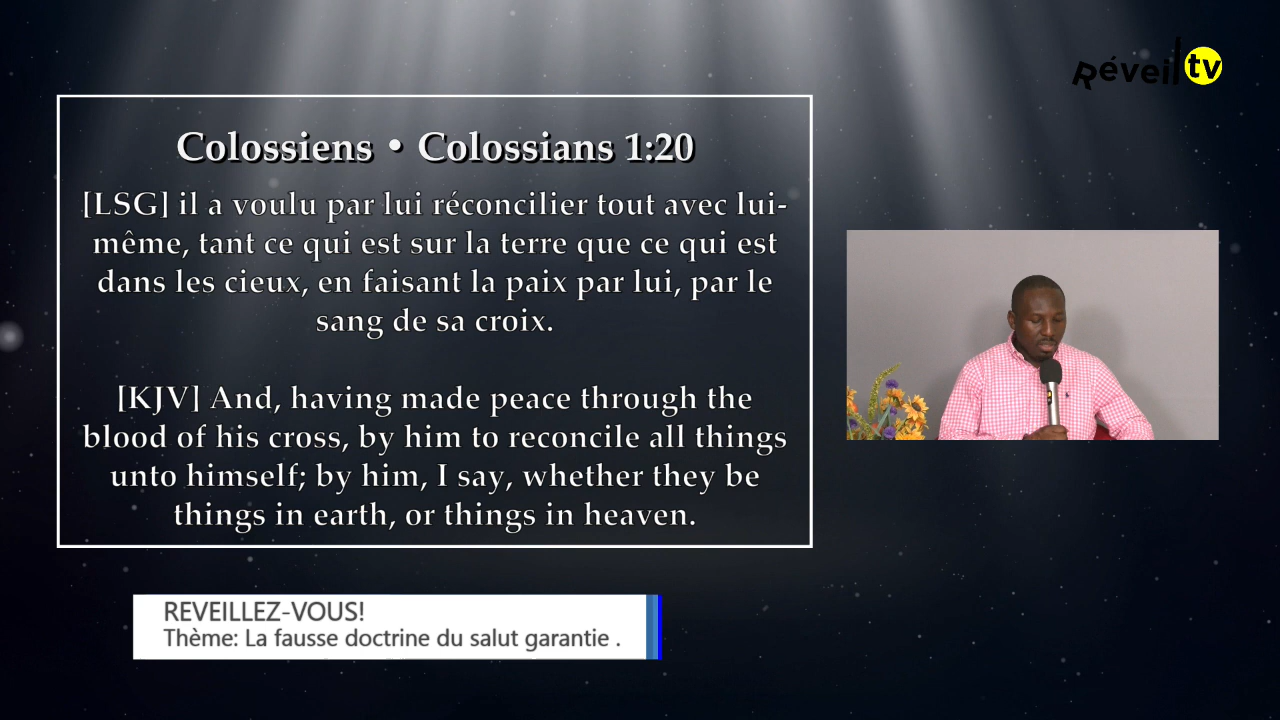 Réveil tv
Colossiens • Colossians 1:20
[LSG] il a voulu par lui réconcilier tout avec lui-
même, tant ce qui est sur la terre que ce qui est
dans les cieux, en faisant la paix par lui, par le
sang de sa croix.
[KJV] And, having made peace through the
blood of his cross, by him to reconcile all things
unto himself; by him, I say, whether they be
things in earth, or things in heaven.
REVEILLEZ-VOUS!
Thème: La fausse doctrine du salut garantie .